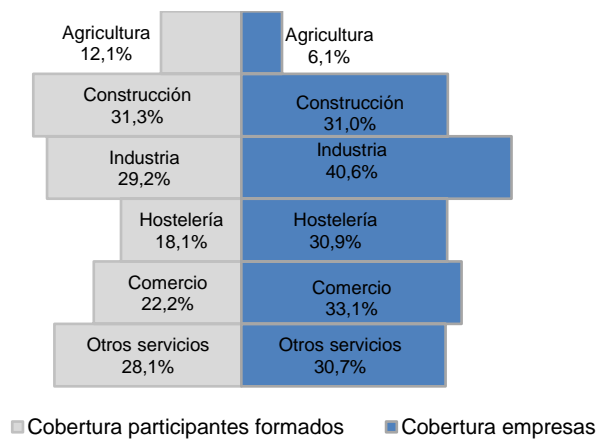 Agricultura
12,1%
Agricultura
6,1%
Construcción
31,3%
Construcción
31,0%
Industria
29,2%
Industria
40,6%
Hostelería
18,1%
Hostelería
30,9%
Comercio
22,2%
Comercio
33,1%
Otros servicios
28,1%
Otros servicios
30,7%
Cobertura participantes formados
Cobertura empresas